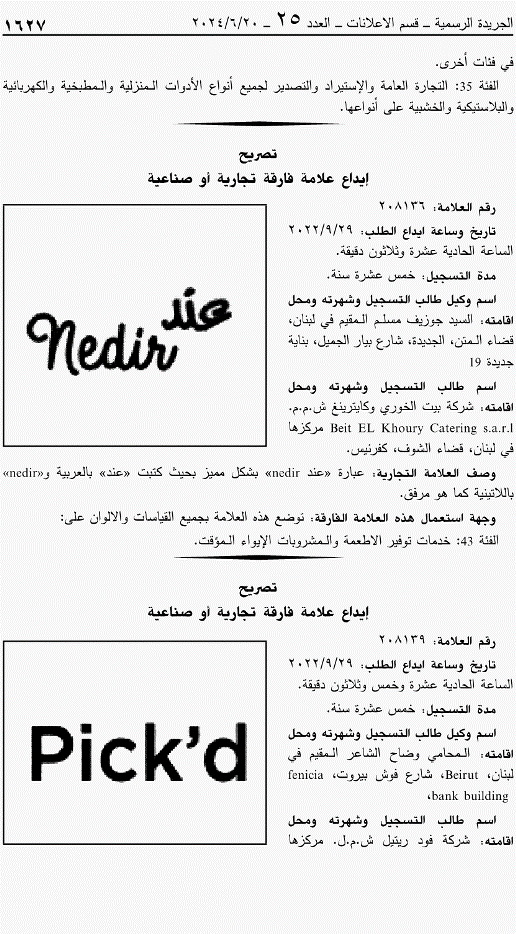 الجريدة الرسمية ــ قسم الاعلانات ــ العدد ٢٥ ــ ٢٠٢٤/٦/٢٠
١٦٢٧
في فئات أخرى.
الفئة 35: التجارة العامة والإستيراد والتصدير لجميع أنواع الأدوات المنزلية والمطبخية والكهربائية
والبلاستيكية والخشبية على أنواعها.
تصريح
إيداع علامة فارقة تجارية أو صناعية
رقم العلامة: ٢٠٨١٣٦
تاريخ وساعة ايداع الطلب: ٢٠٢٢/٩/٢٩
الساعة الحادية عشرة وثلاثون دقيقة.
مدة التسجيل: خمس عشرة سنة.
اسم وكيل طالب التسجيل وشهرته ومحل
اقامته: السيد جوزيف مسلم المقيم في لبنان،
قضاء المتن، الجديدة، شارع بيار الجميل، بناية
جديدة 19
اسم طالب التسجيل وشهرته ومحل
اقامته: شركة بيت الخوري وكايترينغ ش.م.م.
Beit EL Khoury Catering s.a.r.l مركزها
في لبنان، قضاء الشوف، كفرنيس.
عند
Nedir
وصف العلامة التجارية: عبارة «عند nedir» بشكل مميز بحيث كتبت «عند» بالعربية و«nedir»
باللاتينية كما هو مرفق.
وجهة استعمال هذه العلامة الفارقة: توضع هذه العلامة بجميع القياسات والالوان على:
الفئة 43: خدمات توفير الاطعمة والمشروبات الإيواء المؤقت.
تصريح
إيداع علامة فارقة تجارية أو صناعية
رقم العلامة: ٢٠٨١٣٩
تاريخ وساعة ايداع الطلب: ٢٠٢٢/٩/٢٩
الساعة الحادية عشرة وخمس وثلاثون دقيقة.
مدة التسجيل: خمس عشرة سنة.
اسم وكيل طالب التسجيل وشهرته ومحل
اقامته: المحامي وضاح الشاعر المقيم في
لبنان، Beirut، شارع فوش بيروت، fenicia
bank building،
اسم طالب التسجيل وشهرته ومحل
اقامته: شركة فود ريتيل ش.م.ل. مركزها
Pick'd